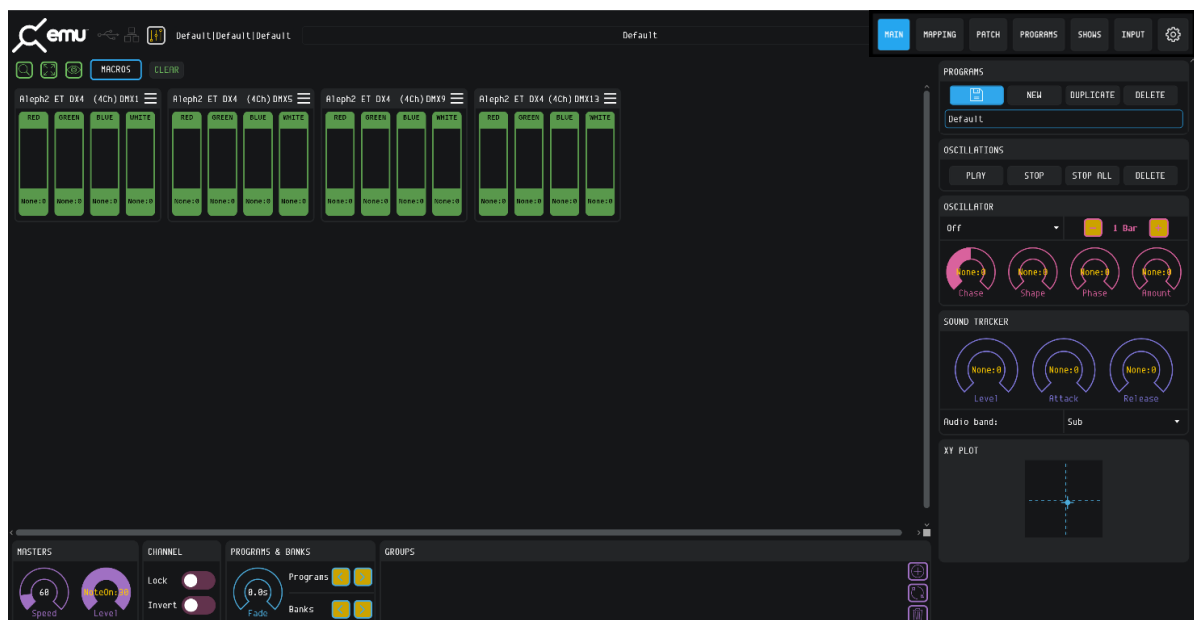 emu Default|Default|Default Default MAIN MAPPING PATCH PROGRAMS SHOWS INPUT
MACROS CLEAR
Aleph2 ET DX4 (4Ch) DMX1 Aleph2 ET DX4 (4Ch) DMX5 Aleph2 ET DX4 (4Ch) DMX9 Aleph2 ET DX4 (4Ch) DMX13
RED GREEN BLUE WHITE RED GREEN BLUE WHITE RED GREEN BLUE WHITE RED GREEN BLUE WHITE
None:0 None:0 None:0 None:0 None:0 None:0 None:0 None:0 None:0 None:0 None:0 None:0 None:0 None:0 None:0 None:0
PROGRAMS
NEW DUPLICATE DELETE
Default
OSCILLATIONS
PLAY STOP STOP ALL DELETE
OSCILLATOR
Off - 1 Bar +
None:0 None:0 None:0 None:0
Chase Shape Phase Amount
SOUND TRACKER
None:0 None:0 None:0
Level Attack Release
Audio band: Sub
XY PLOT
MASTERS CHANNEL PROGRAMS & BANKS GROUPS
60 NoteOn:30 Lock 0.0s Programs < >
Speed Level Invert Fade Banks < >